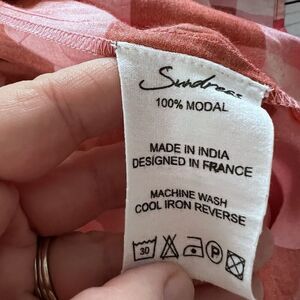 Sundress
100% MODAL
MADE IN INDIA
DESIGNED IN FRANCE
MACHINE WASH
COOL IRON REVERSE
30
P